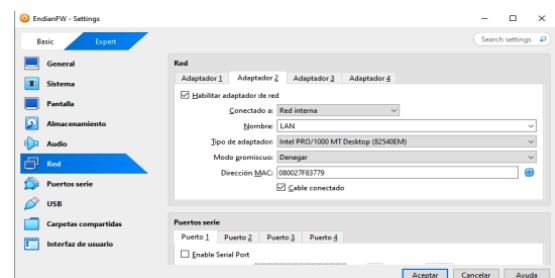 EndianFW - Settings
Basic Expert
Search settings
General
Sistema
Pantalla
Almacenamiento
Audio
Red
Puertos serie
USB
Carpetas compartidas
Interfaz de usuario
Red
Adaptador 1 Adaptador 2 Adaptador 3 Adaptador 4
Habilitar adaptador de red
Conectado a: Red interna
Nombre: LAN
Tipo de adaptador: Intel PRO/1000 MT Desktop (82540EM)
Modo promiscuo: Denegar
Dirección MAC: 080027F83779
Cable conectado
Puertos serie
Puerto 1 Puerto 2 Puerto 3 Puerto 4
Enable Serial Port
Aceptar Cancelar Ayuda